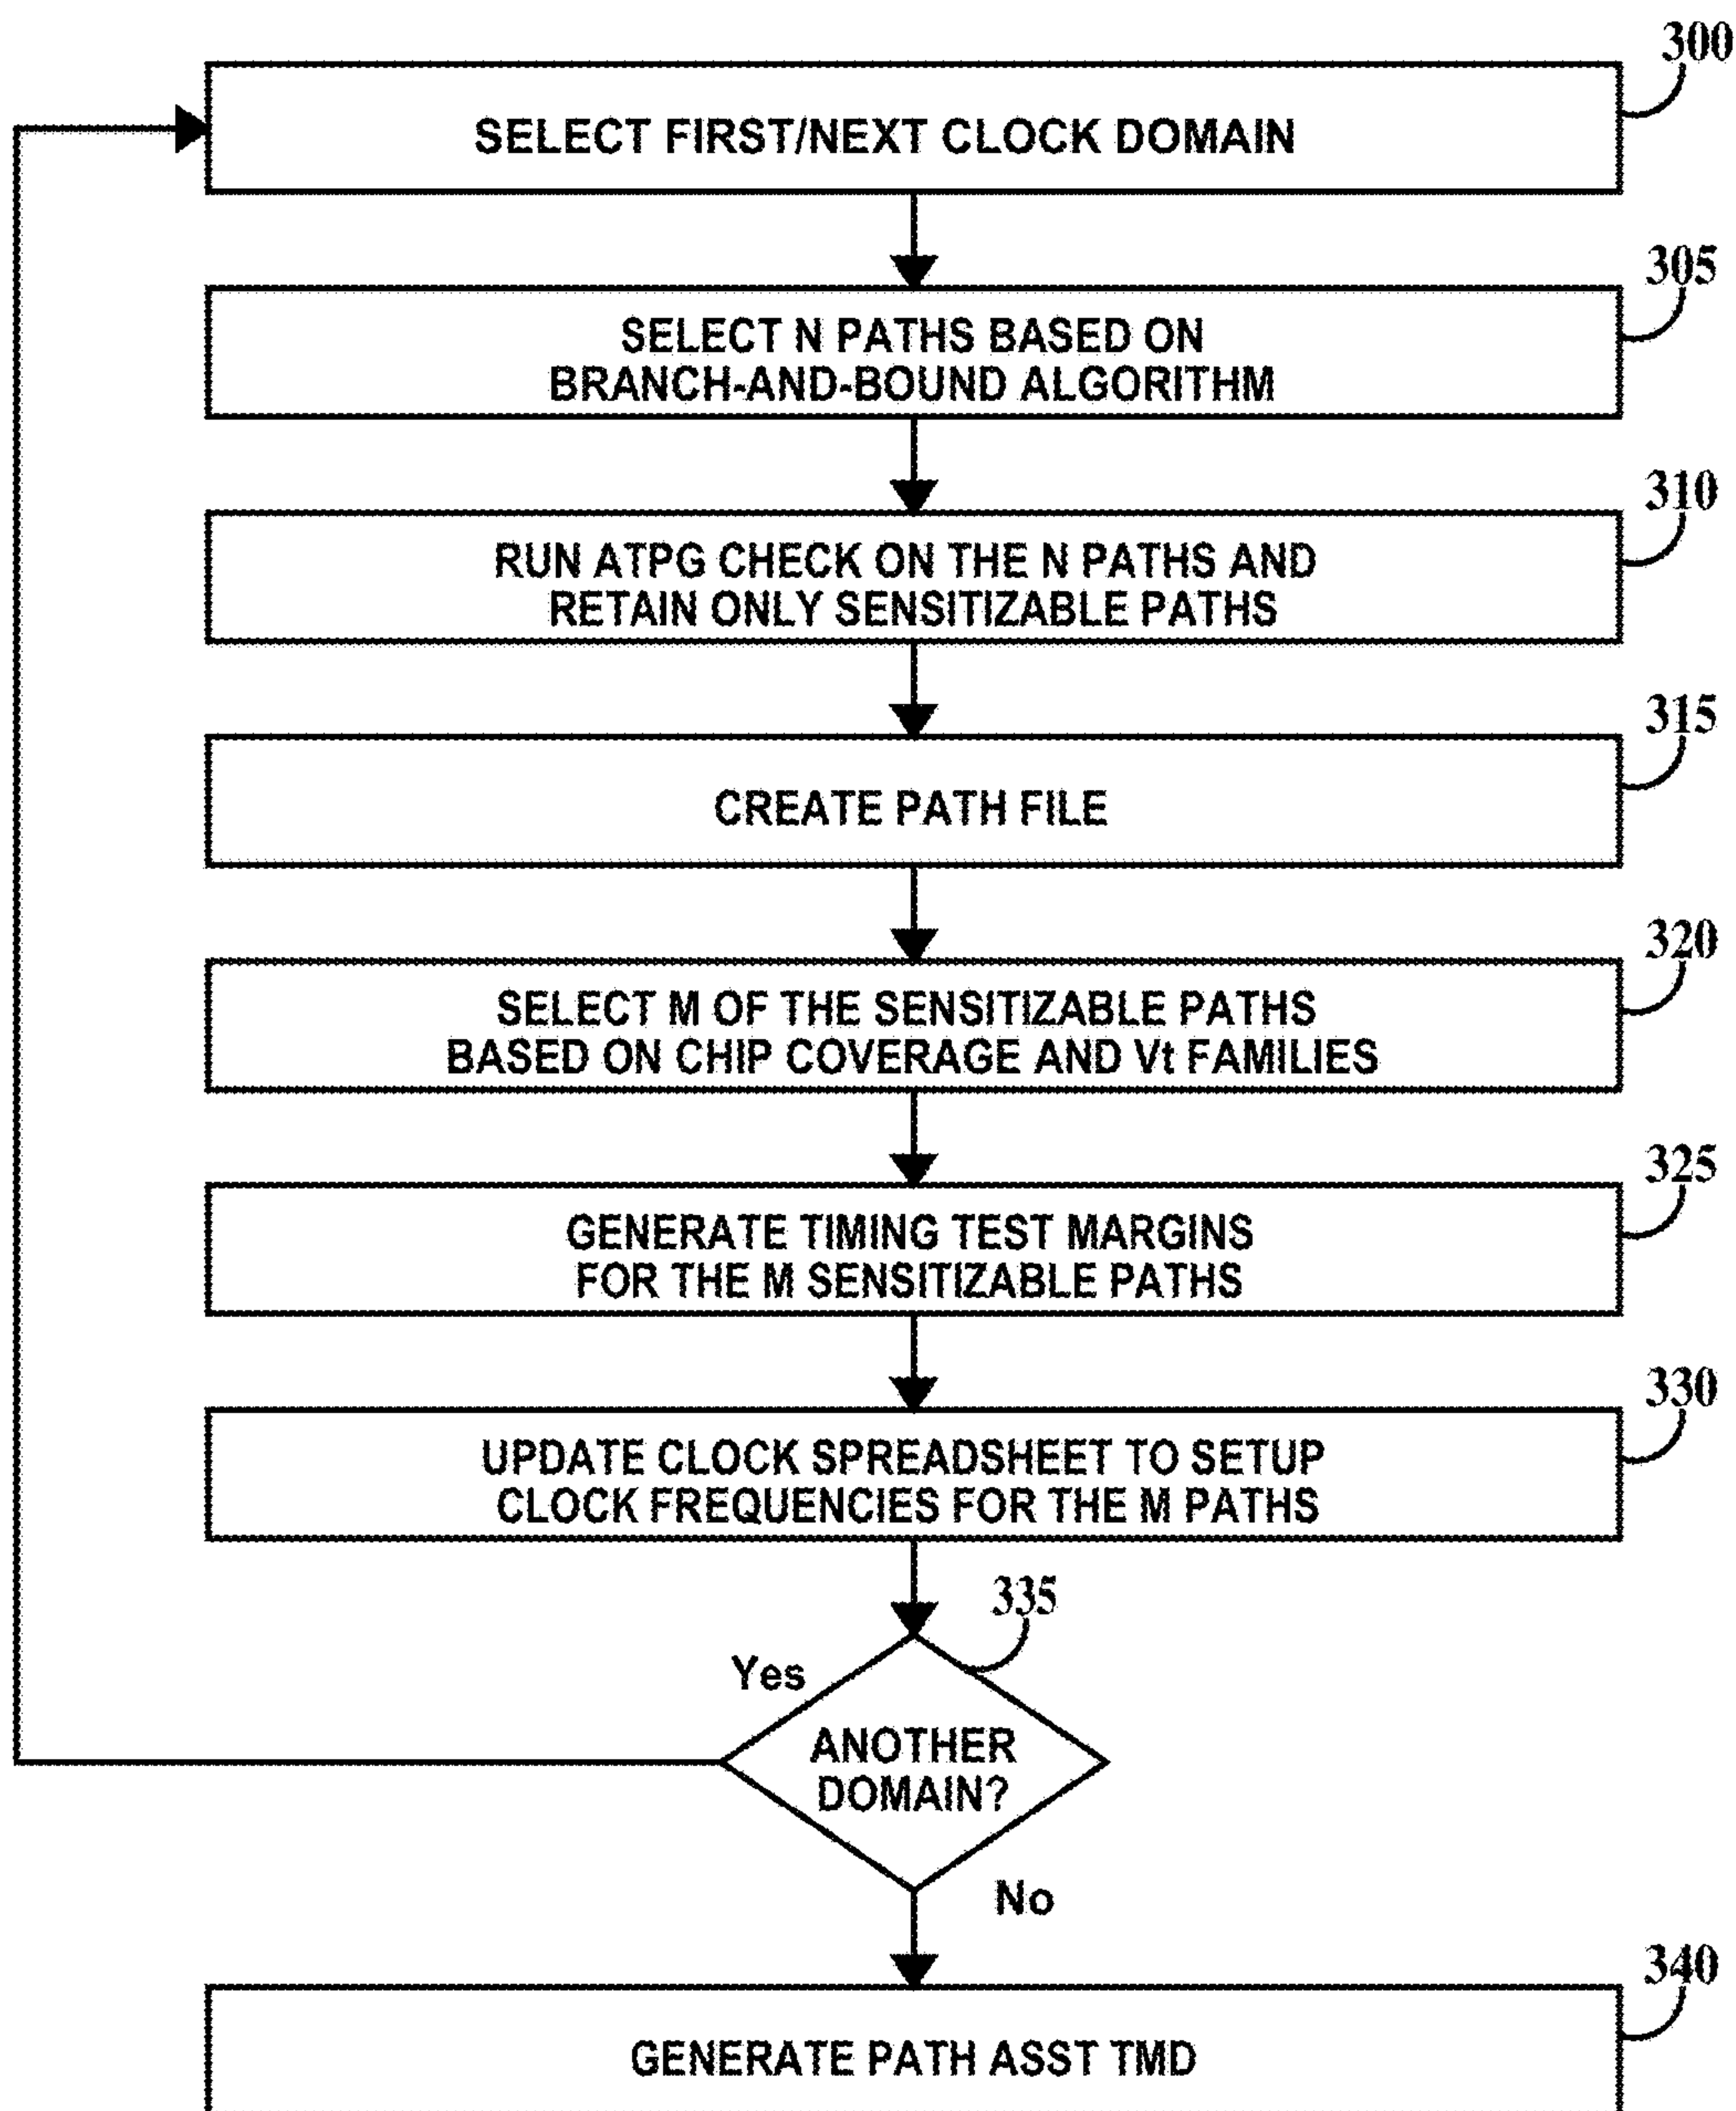 300
SELECT FIRST/NEXT CLOCK DOMAIN
305
SELECT N PATHS BASED ON
BRANCH-AND-BOUND ALGORITHM
310
RUN ATPG CHECK ON THE N PATHS AND
RETAIN ONLY SENSITIZABLE PATHS
315
CREATE PATH FILE
320
SELECT M OF THE SENSITIZABLE PATHS
BASED ON CHIP COVERAGE AND Vt FAMILIES
325
GENERATE TIMING TEST MARGINS
FOR THE M SENSITIZABLE PATHS
330
UPDATE CLOCK SPREADSHEET TO SETUP
CLOCK FREQUENCIES FOR THE M PATHS
335
Yes
ANOTHER
DOMAIN?
No
340
GENERATE PATH ASST TMD